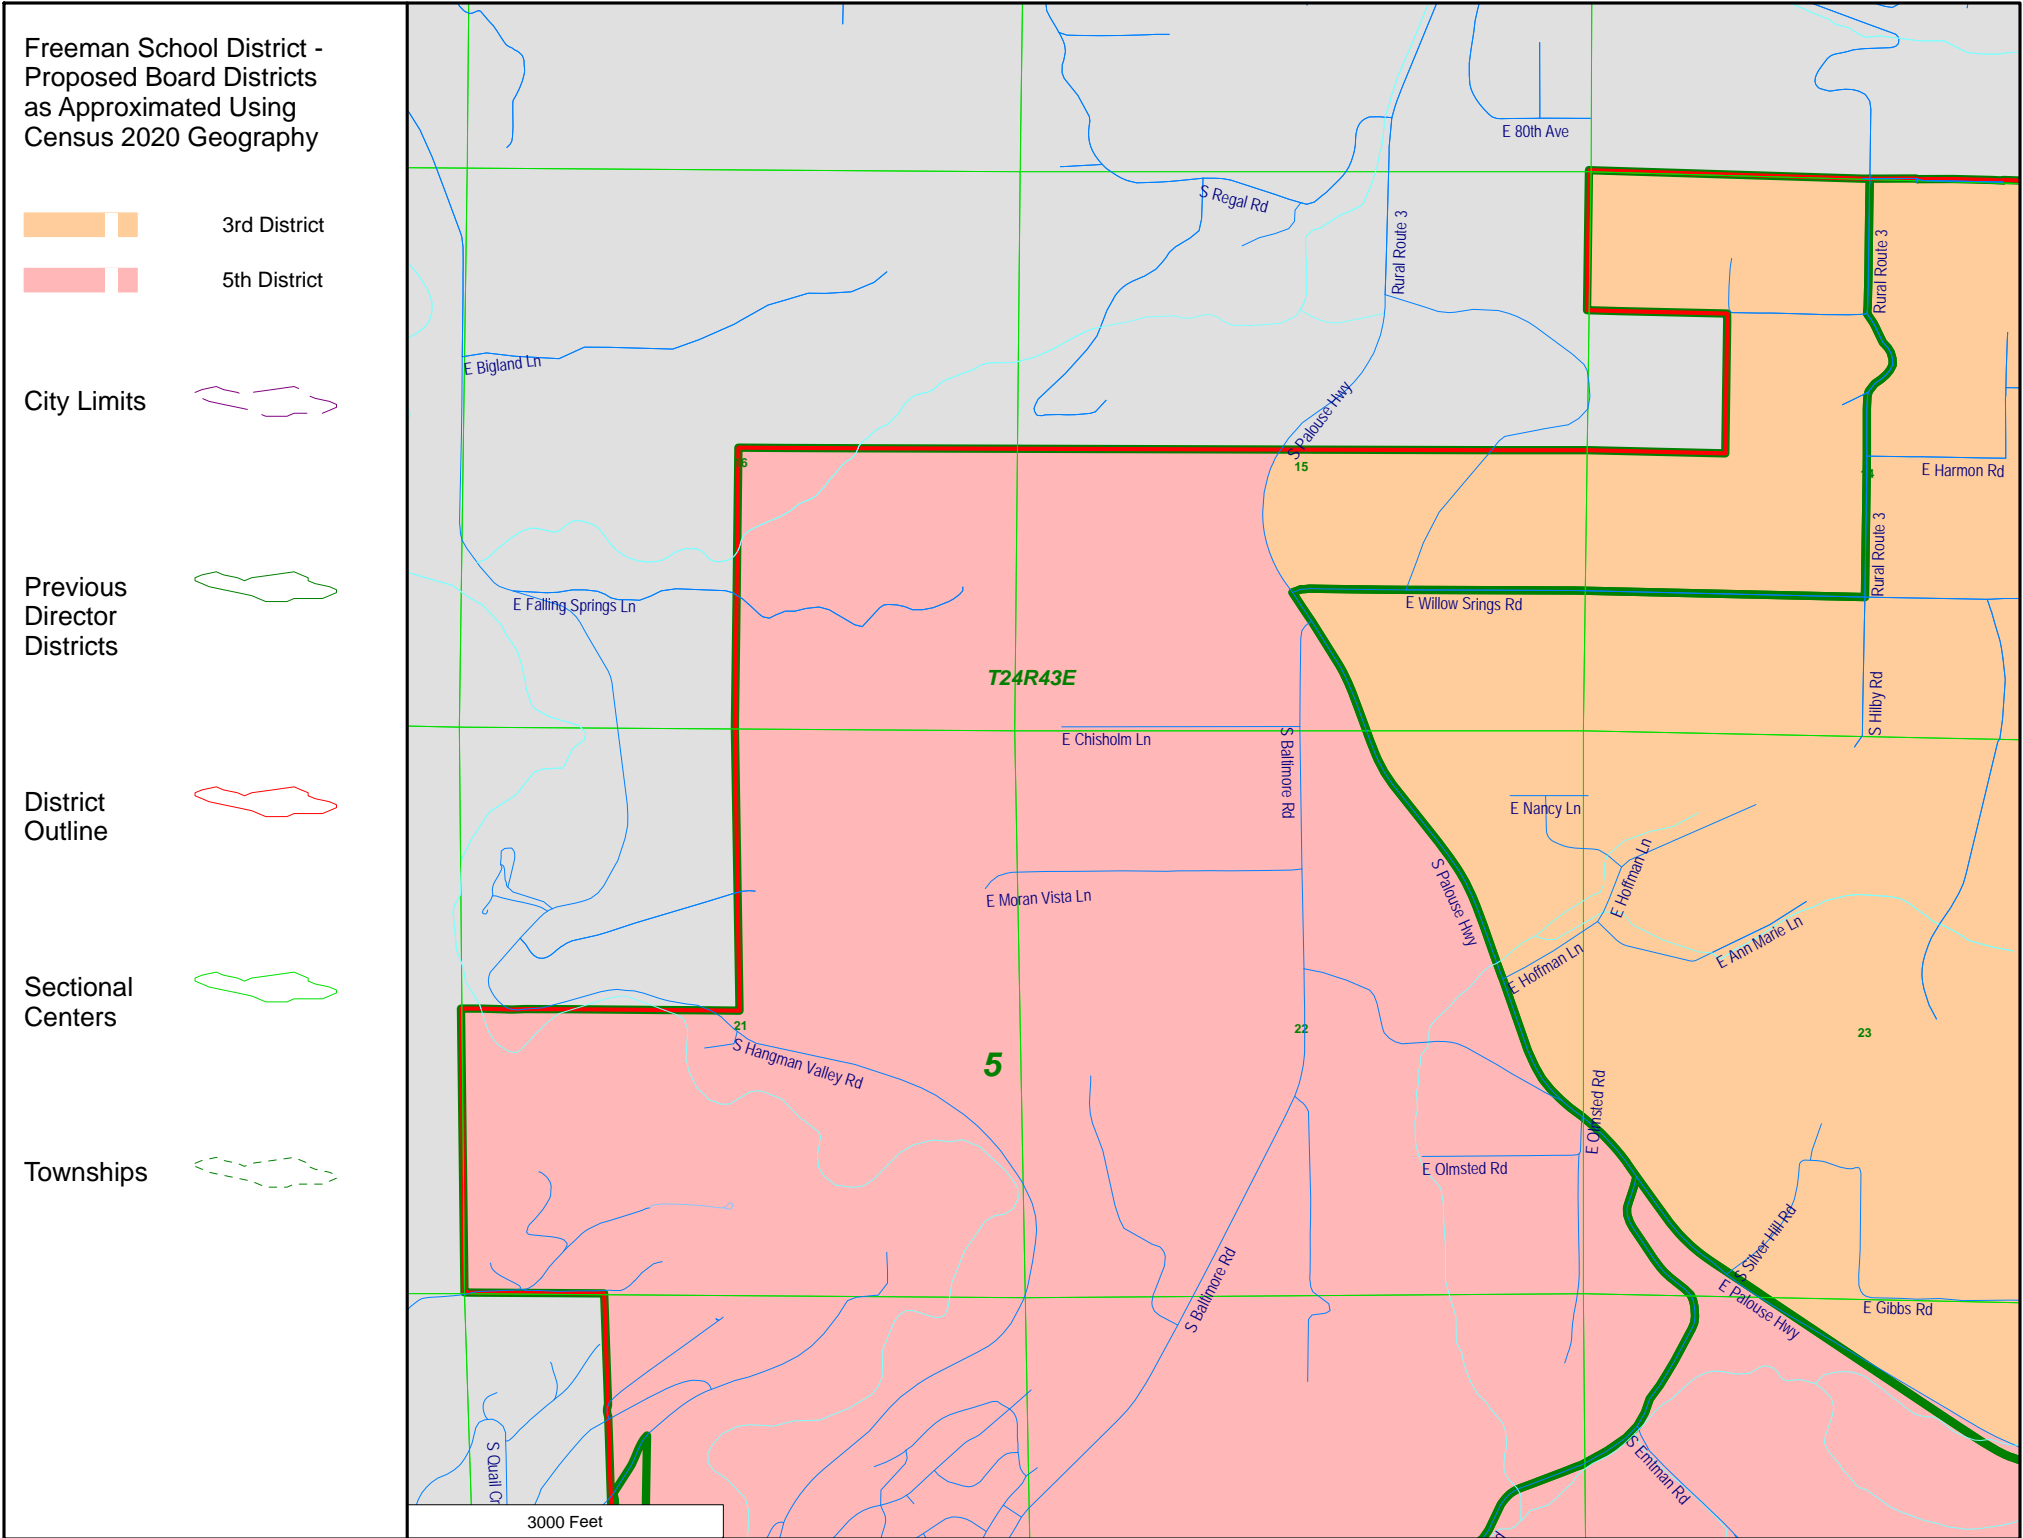 Freeman School District -
Proposed Board Districts
as Approximated Using
Census 2020 Geography
3rd District
5th District
City Limits
Previous
Director
Districts
District
Outline
Sectional
Centers
Townships
E 80th Ave
S Regal Rd
Rural Route 3
Rural Route 3
E Bigland Ln
S Palouse Hwy
16
15
14
E Harmon Rd
Rural Route 3
E Falling Springs Ln
E Willow Srings Rd
T24R43E
S Hilby Rd
E Chisholm Ln
S Baltimore Rd
E Nancy Ln
E Hoffman Ln
S Palouse Hwy
E Moran Vista Ln
E Ann Marie Ln
E Hoffman Ln
21
22
23
S Hangman Valley Rd
5
E Olmsted Rd
E Olmsted Rd
S Silver Hill Rd
E Palouse Hwy
E Gibbs Rd
S Baltimore Rd
S Quail Cr
S Emtman Rd
3000 Feet